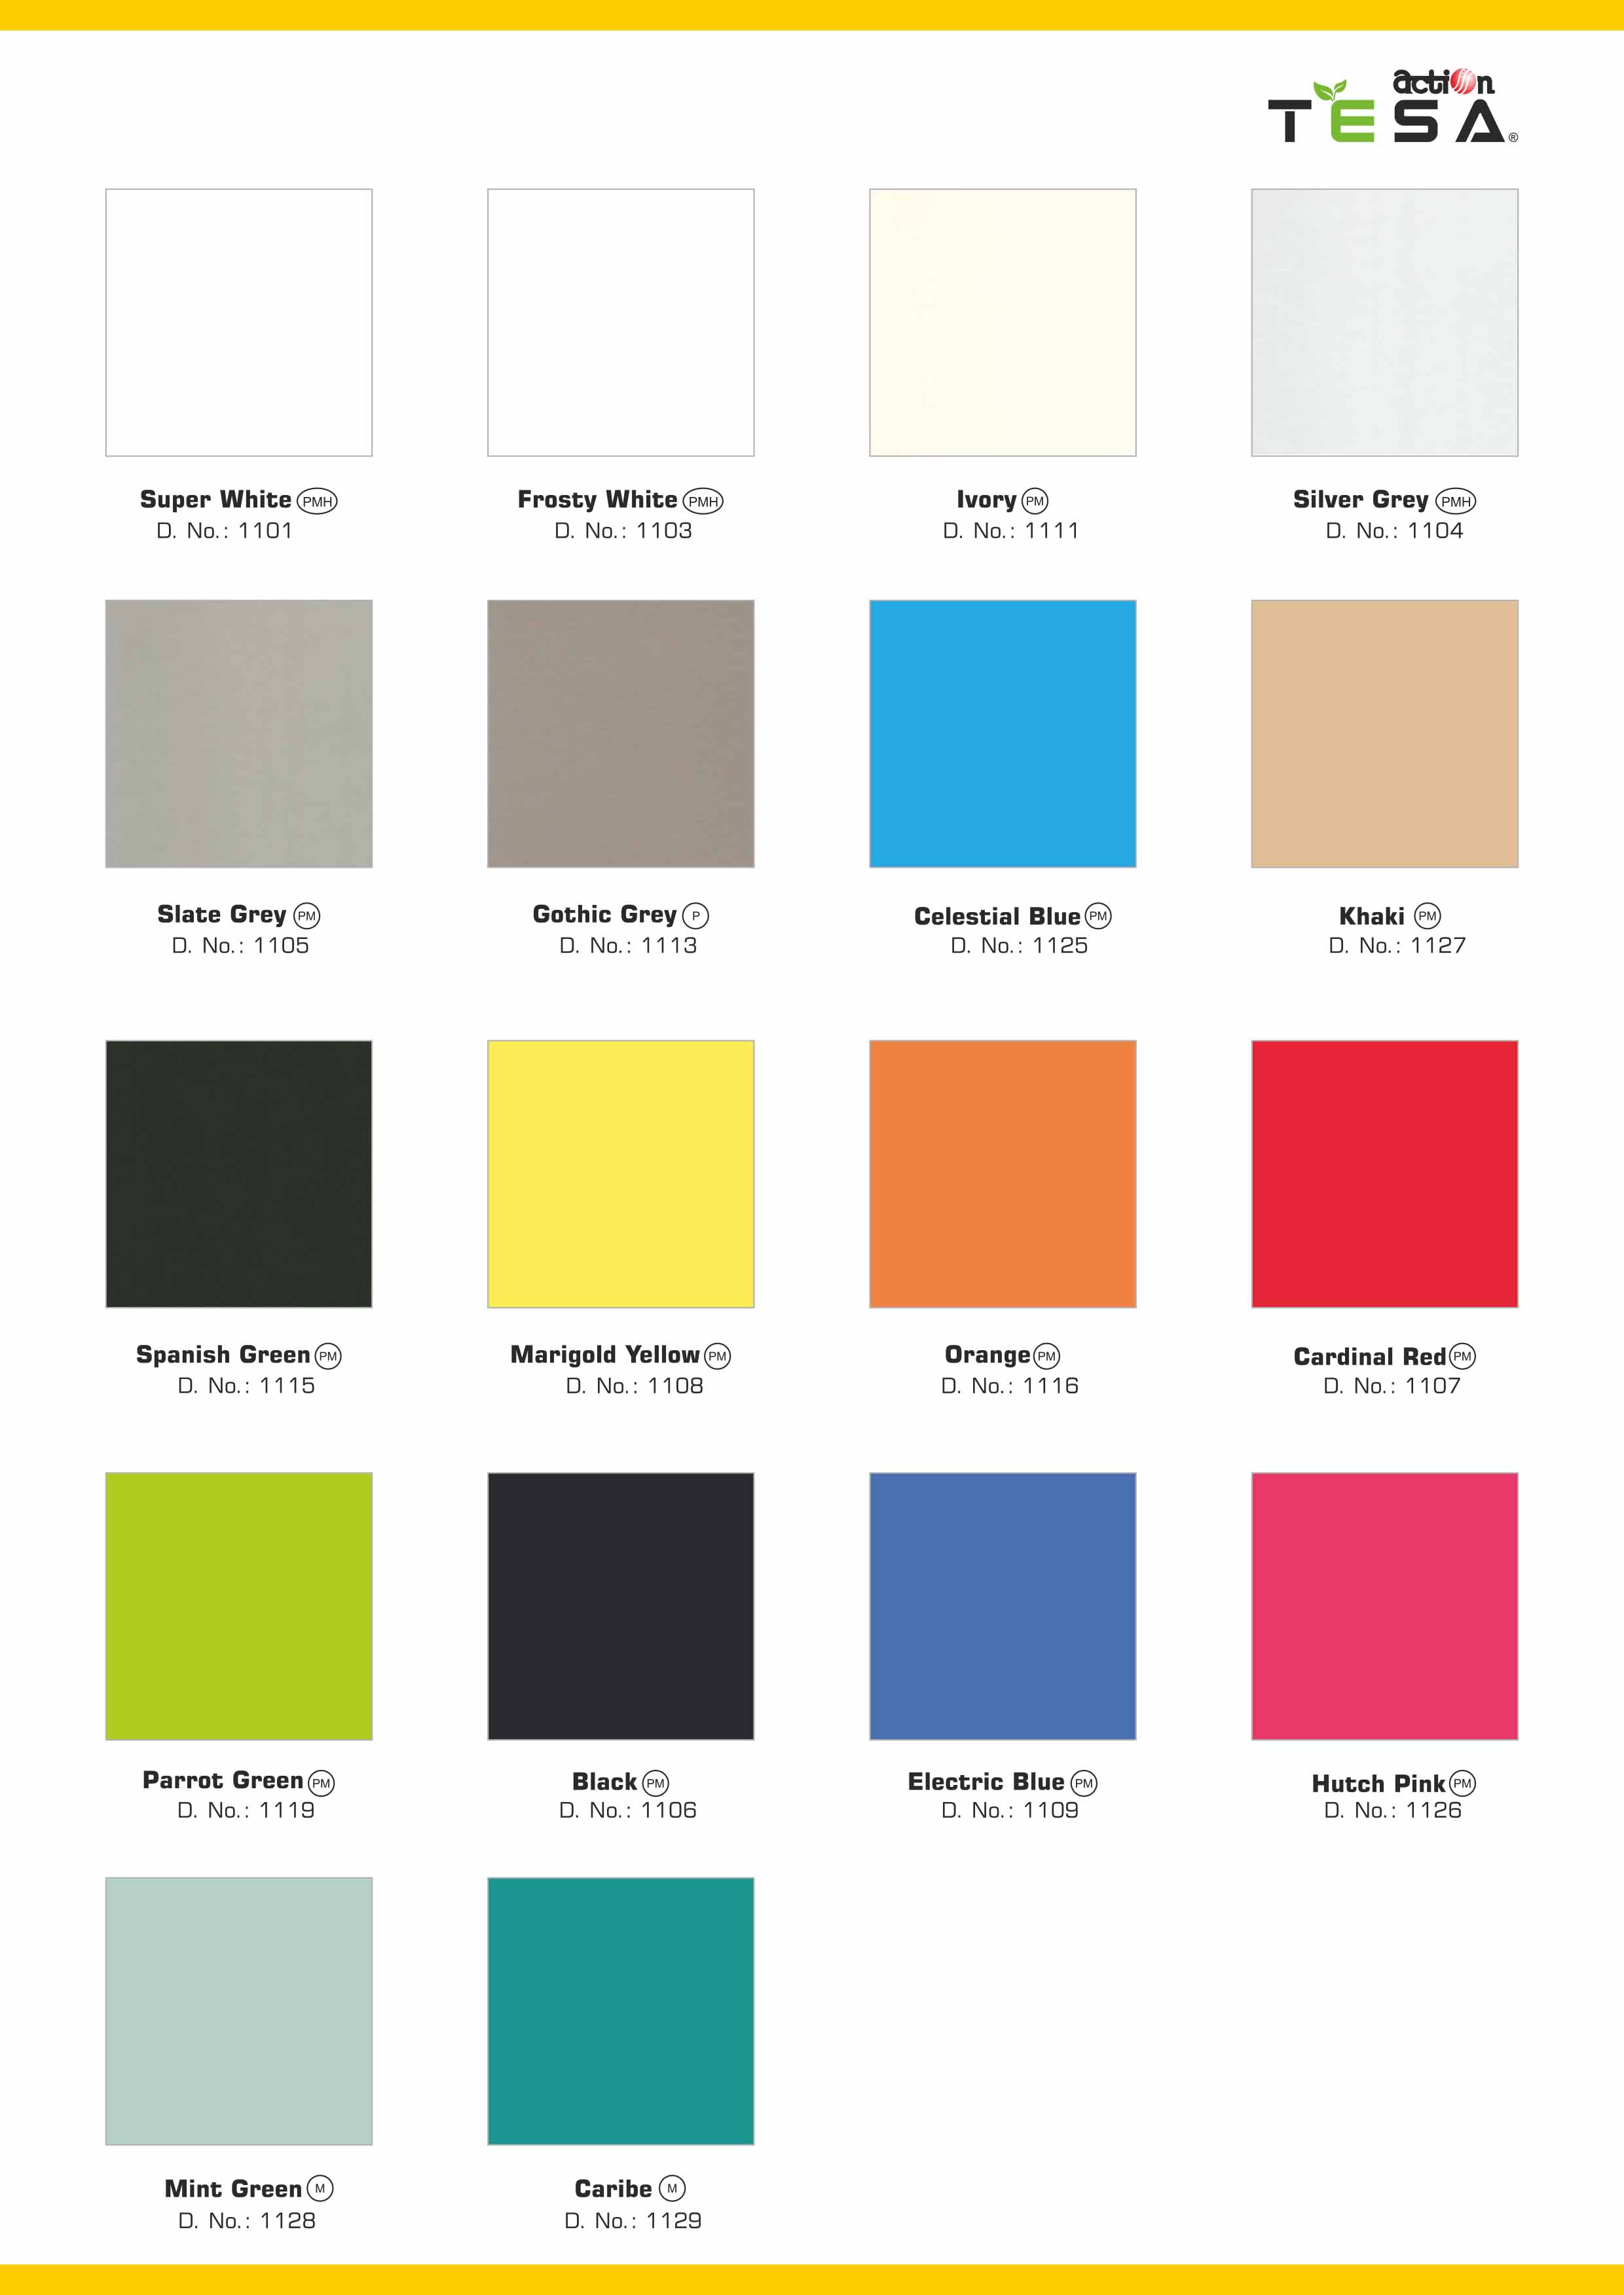 action
TESA®
Super White PMH
D. No.: 1101
Frosty White PMH
D. No.: 1103
Ivory PM
D. No.: 1111
Silver Grey PMH
D. No.: 1104
Slate Grey PM
D. No.: 1105
Gothic Grey P
D. No.: 1113
Celestial Blue PM
D. No.: 1125
Khaki PM
D. No.: 1127
Spanish Green PM
D. No.: 1115
Marigold Yellow PM
D. No.: 1108
Orange PM
D. No.: 1116
Cardinal Red PM
D. No.: 1107
Parrot Green PM
D. No.: 1119
Black PM
D. No.: 1106
Electric Blue PM
D. No.: 1109
Hutch Pink PM
D. No.: 1126
Mint Green M
D. No.: 1128
Caribe M
D. No.: 1129